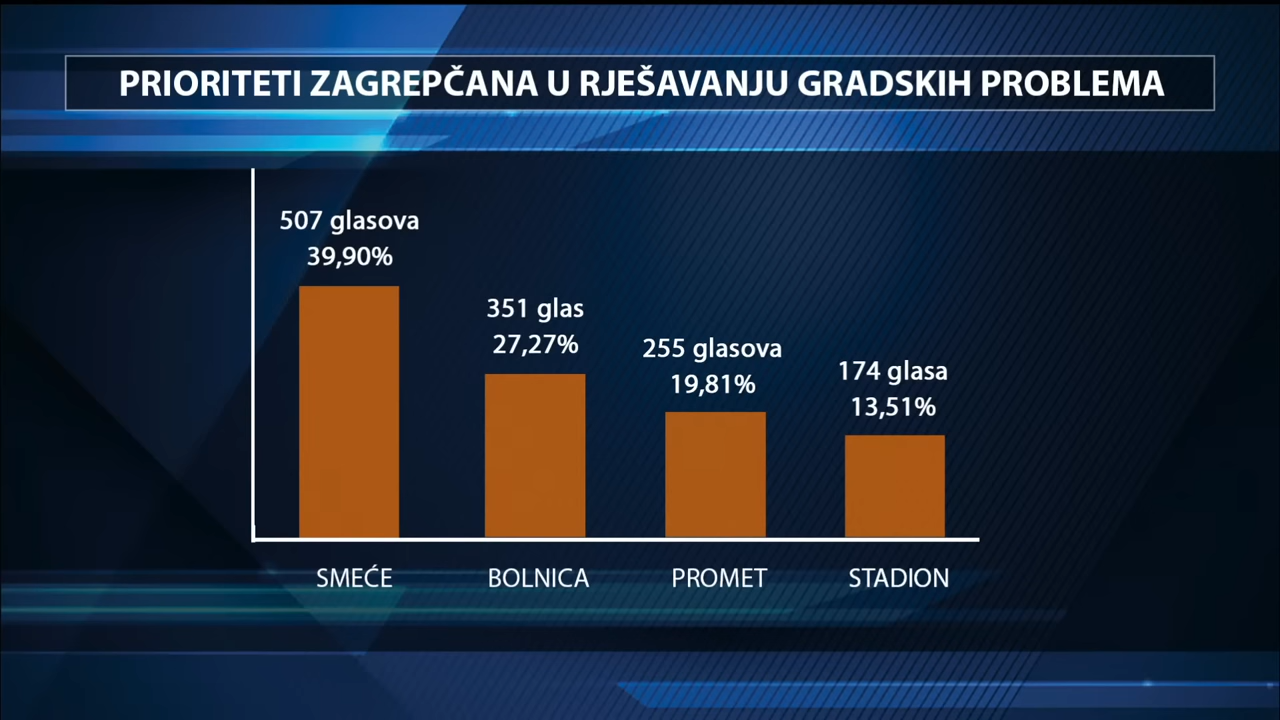 PRIORITETI ZAGREPČANA U RJEŠAVANJU GRADSKIH PROBLEMA
507 glasova
39,90%
351 glas
27,27%
255 glasova
19,81%
174 glasa
13,51%
SMEĆE
BOLNICA
PROMET
STADION